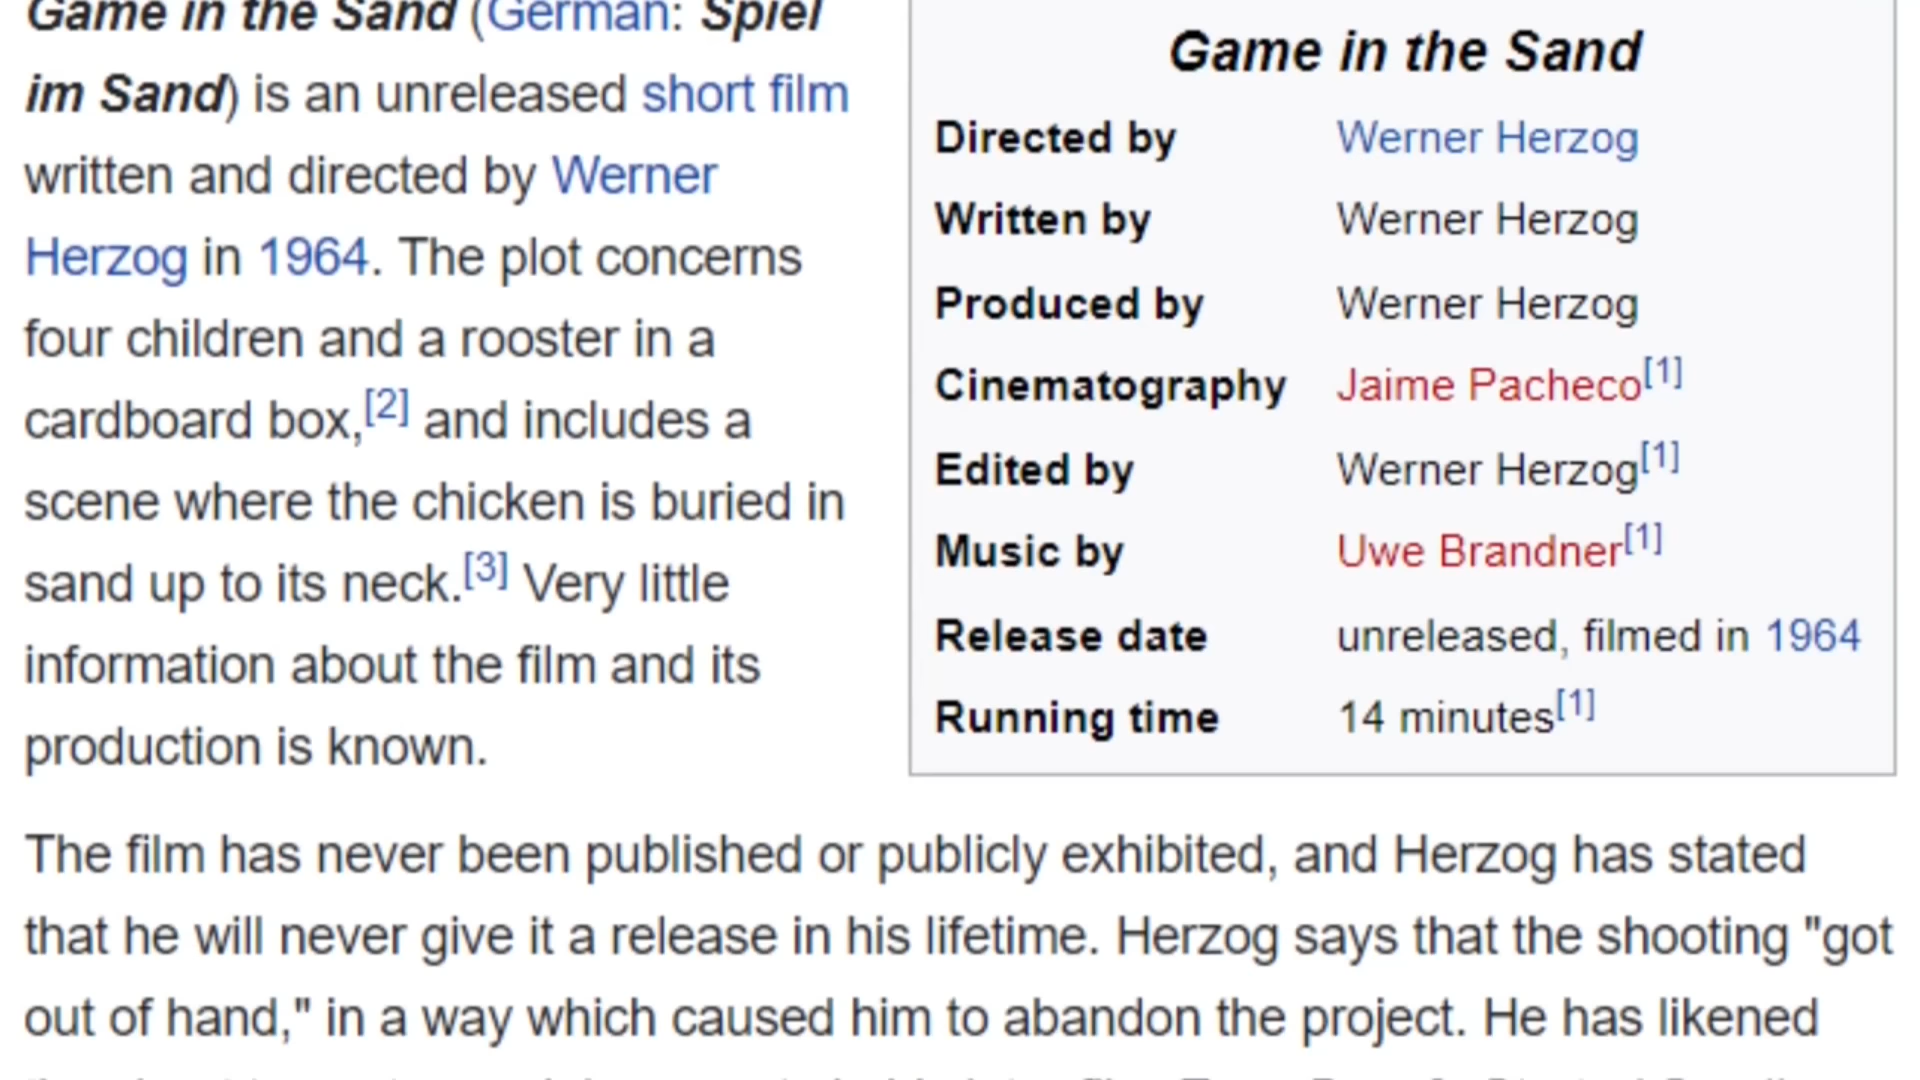 Game in the Sand (German: Spiel
im Sand) is an unreleased short film
written and directed by Werner
Herzog in 1964. The plot concerns
four children and a rooster in a
cardboard box,[2] and includes a
scene where the chicken is buried in
sand up to its neck.[3] Very little
information about the film and its
production is known.
Game in the Sand
Directed by Werner Herzog
Written by Werner Herzog
Produced by Werner Herzog
Cinematography Jaime Pacheco[1]
Edited by Werner Herzog[1]
Music by Uwe Brandner[1]
Release date unreleased, filmed in 1964
Running time 14 minutes[1]
The film has never been published or publicly exhibited, and Herzog has stated
that he will never give it a release in his lifetime. Herzog says that the shooting "got
out of hand," in a way which caused him to abandon the project. He has likened